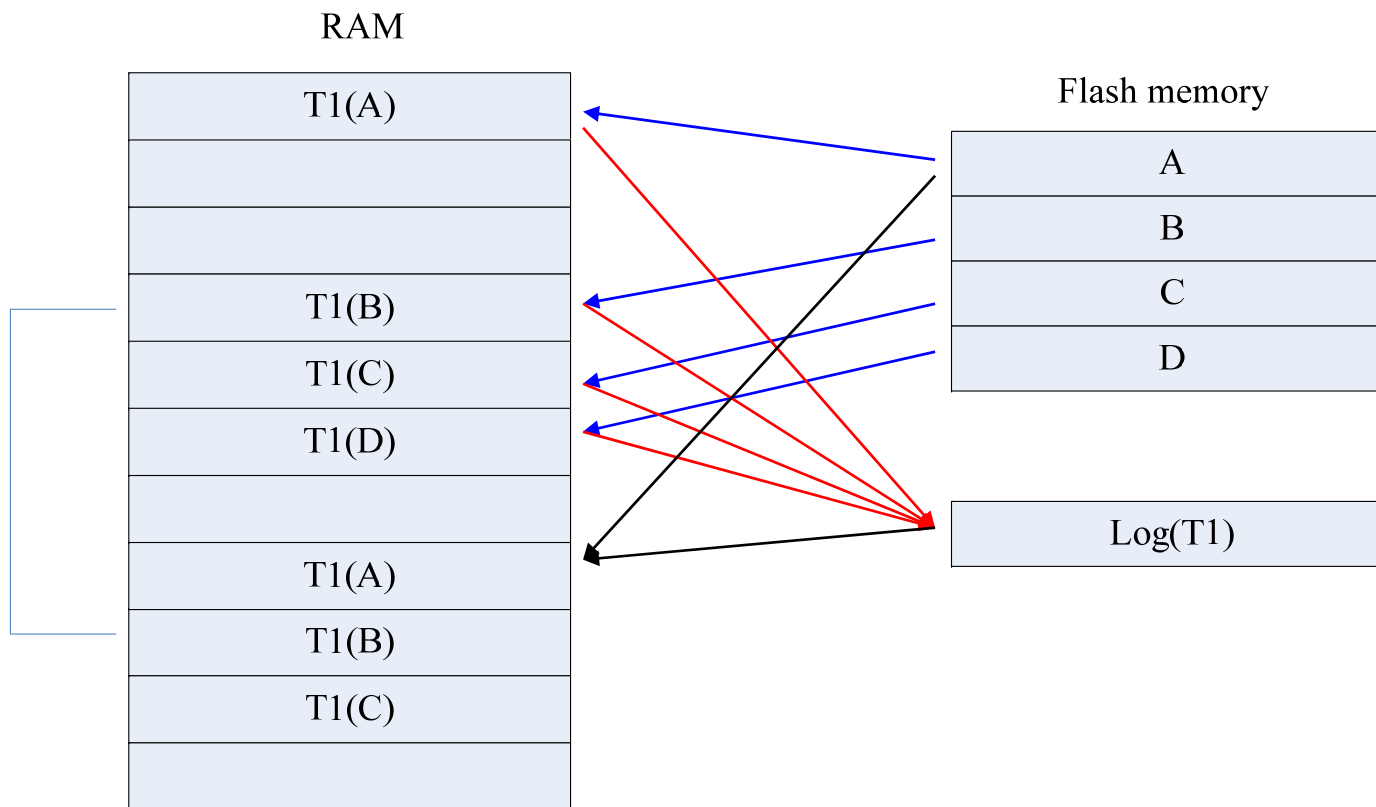 RAM
T1(A)
T1(B)
T1(C)
T1(D)
T1(A)
T1(B)
T1(C)
Flash memory
A
B
C
D
Log(T1)